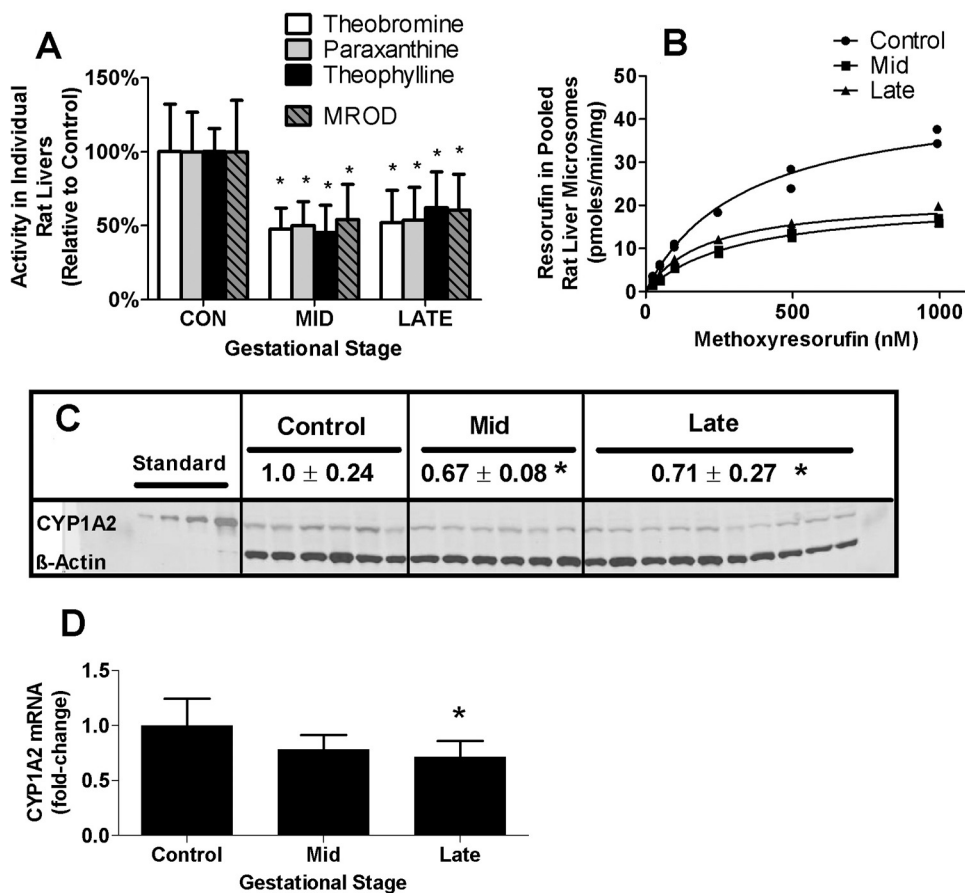 A
Theobromine
Paraxanthine
Theophylline
MROD
Activity in Individual
Rat Livers
(Relative to Control)
150%
100%
50%
0%
* * * *
* * * *
CON MID LATE
Gestational Stage
B
Control
Mid
Late
Resorufin in Pooled
Rat Liver Microsomes
(pmoles/min/mg)
50
40
30
20
10
0
0 500 1000
Methoxyresorufin (nM)
C
Standard
Control
1.0 ± 0.24
Mid
0.67 ± 0.08 *
Late
0.71 ± 0.27 *
CYP1A2
ß-Actin
D
CYP1A2 mRNA
(fold-change)
1.5
1.0
0.5
0.0
*
Control Mid Late
Gestational Stage